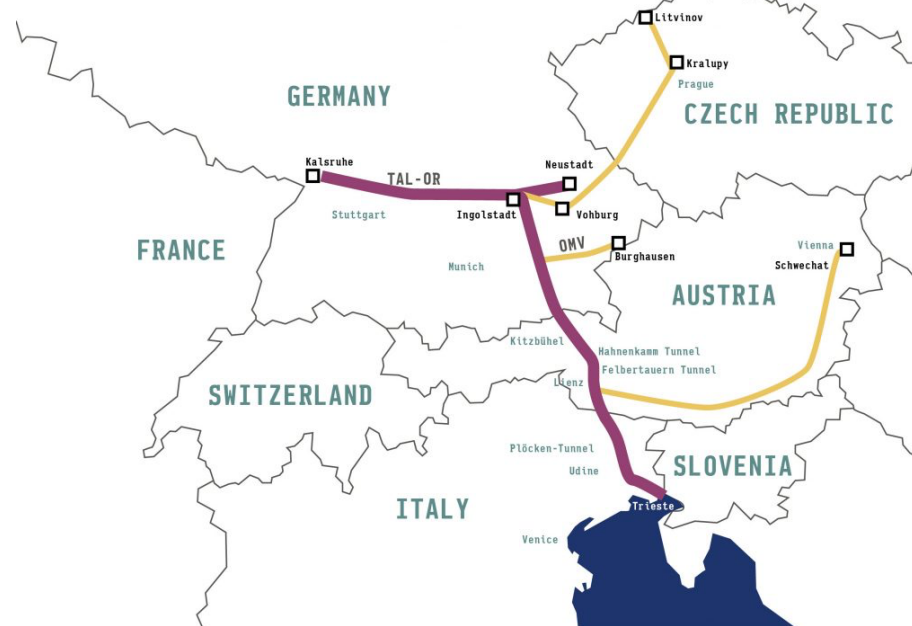 Litvinov
Kralupy
Prague
GERMANY
CZECH REPUBLIC
Kalsruhe
Neustadt
TAL-OR
Stuttgart
Ingolstadt
Vohburg
FRANCE
OMV
Burghausen
Vienna
Schwechat
Munich
AUSTRIA
Kitzbühel
Hahnenkamm Tunnel
Felbertauern Tunnel
Lienz
SWITZERLAND
Plöcken-Tunnel
Udine
SLOVENIA
ITALY
Trieste
Venice